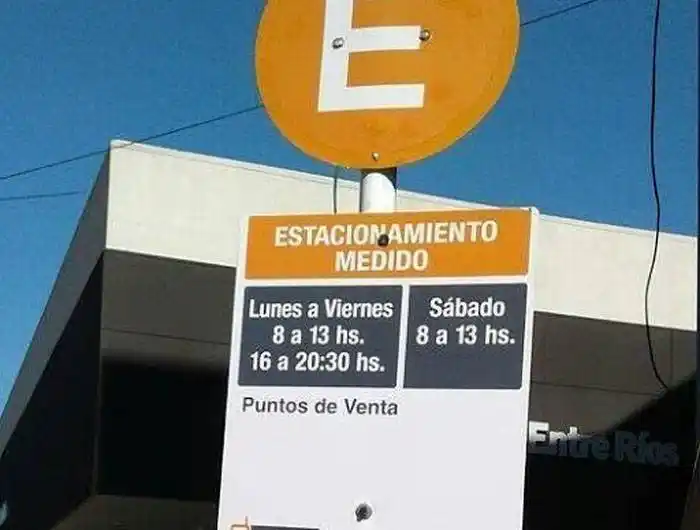 E
ESTACIONAMIENTO
MEDIDO
Lunes a Viernes
8 a 13 hs.
16 a 20:30 hs.
Sábado
8 a 13 hs.
Puntos de Venta
Entre Ríos